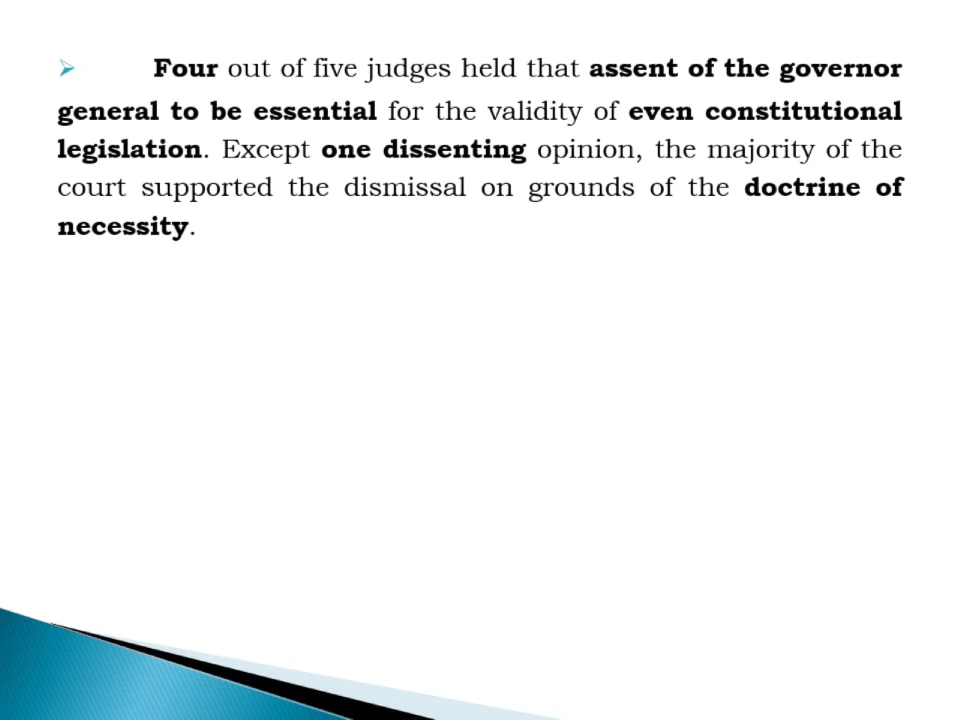 Four out of five judges held that assent of the governor
general to be essential for the validity of even constitutional
legislation. Except one dissenting opinion, the majority of the
court supported the dismissal on grounds of the doctrine of
necessity.